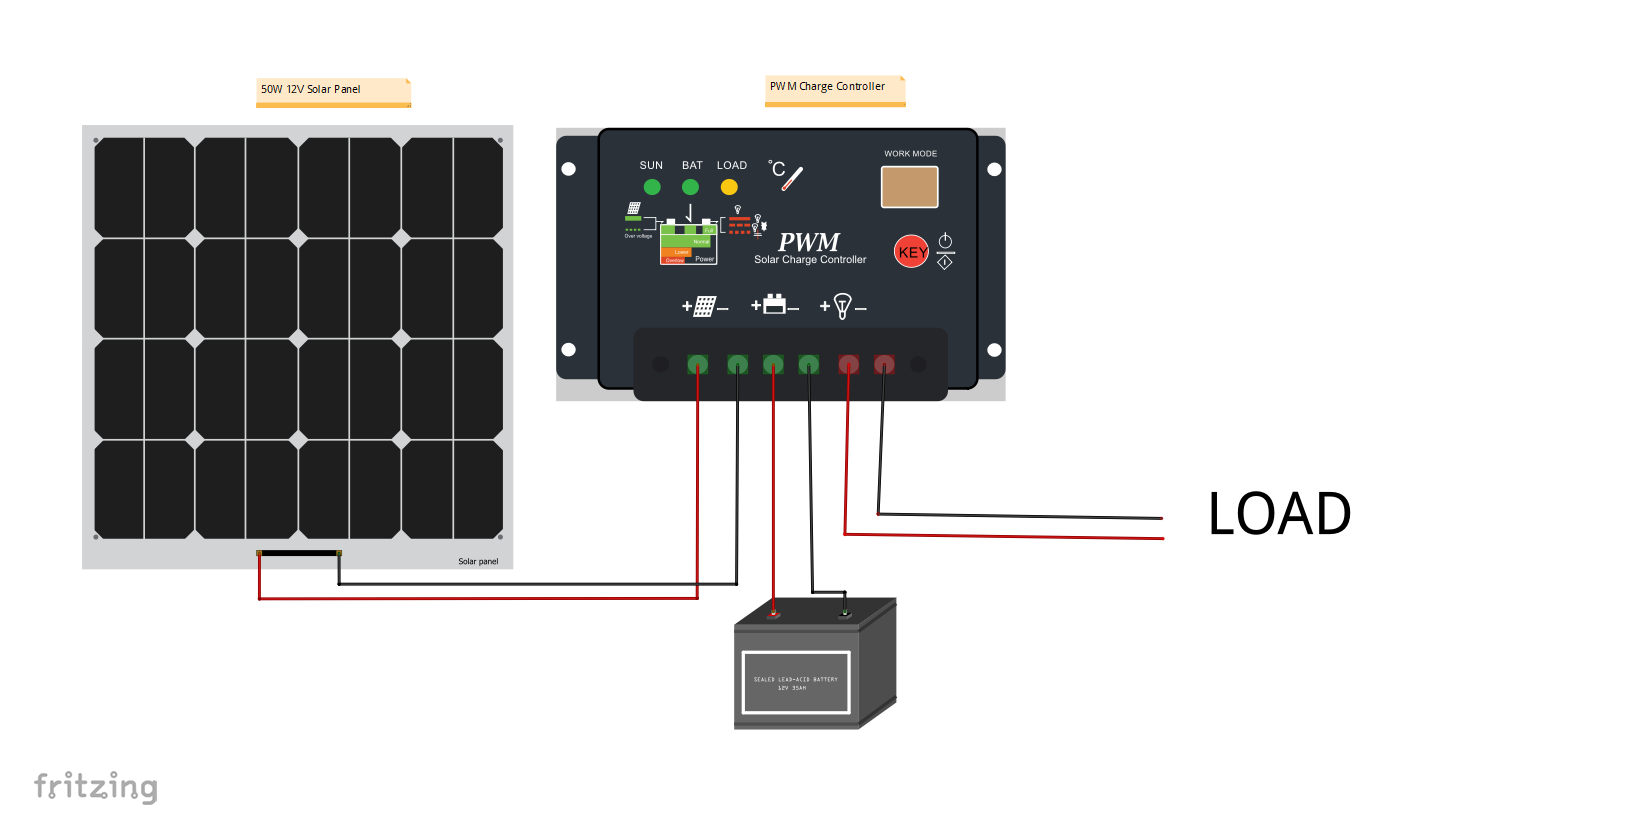 50W 12V Solar Panel
PWM Charge Controller
WORK MODE
SUN BAT LOAD
°C
Over voltage
Full
Normal
Lower
Overlow
Power
PWM
Solar Charge Controller
KEY
+ − + − + −
LOAD
Solar panel
SEALED LEAD-ACID BATTERY
12V 35AH
fritzing